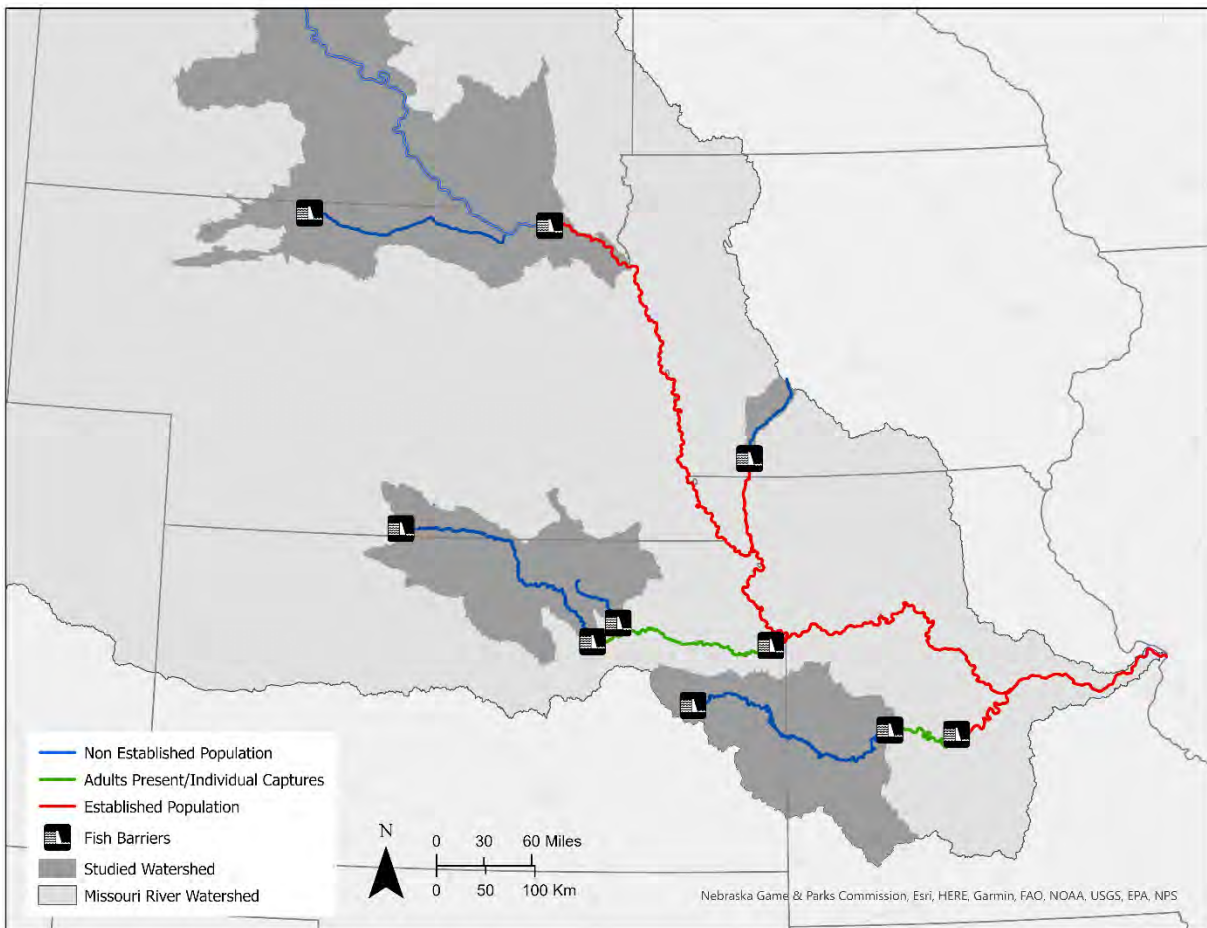 Non Established Population
Adults Present/Individual Captures
Established Population
Fish Barriers
Studied Watershed
Missouri River Watershed
N
0 30 60 Miles
0 50 100 Km
Nebraska Game & Parks Commission, Esri, HERE, Garmin, FAO, NOAA, USGS, EPA, NPS